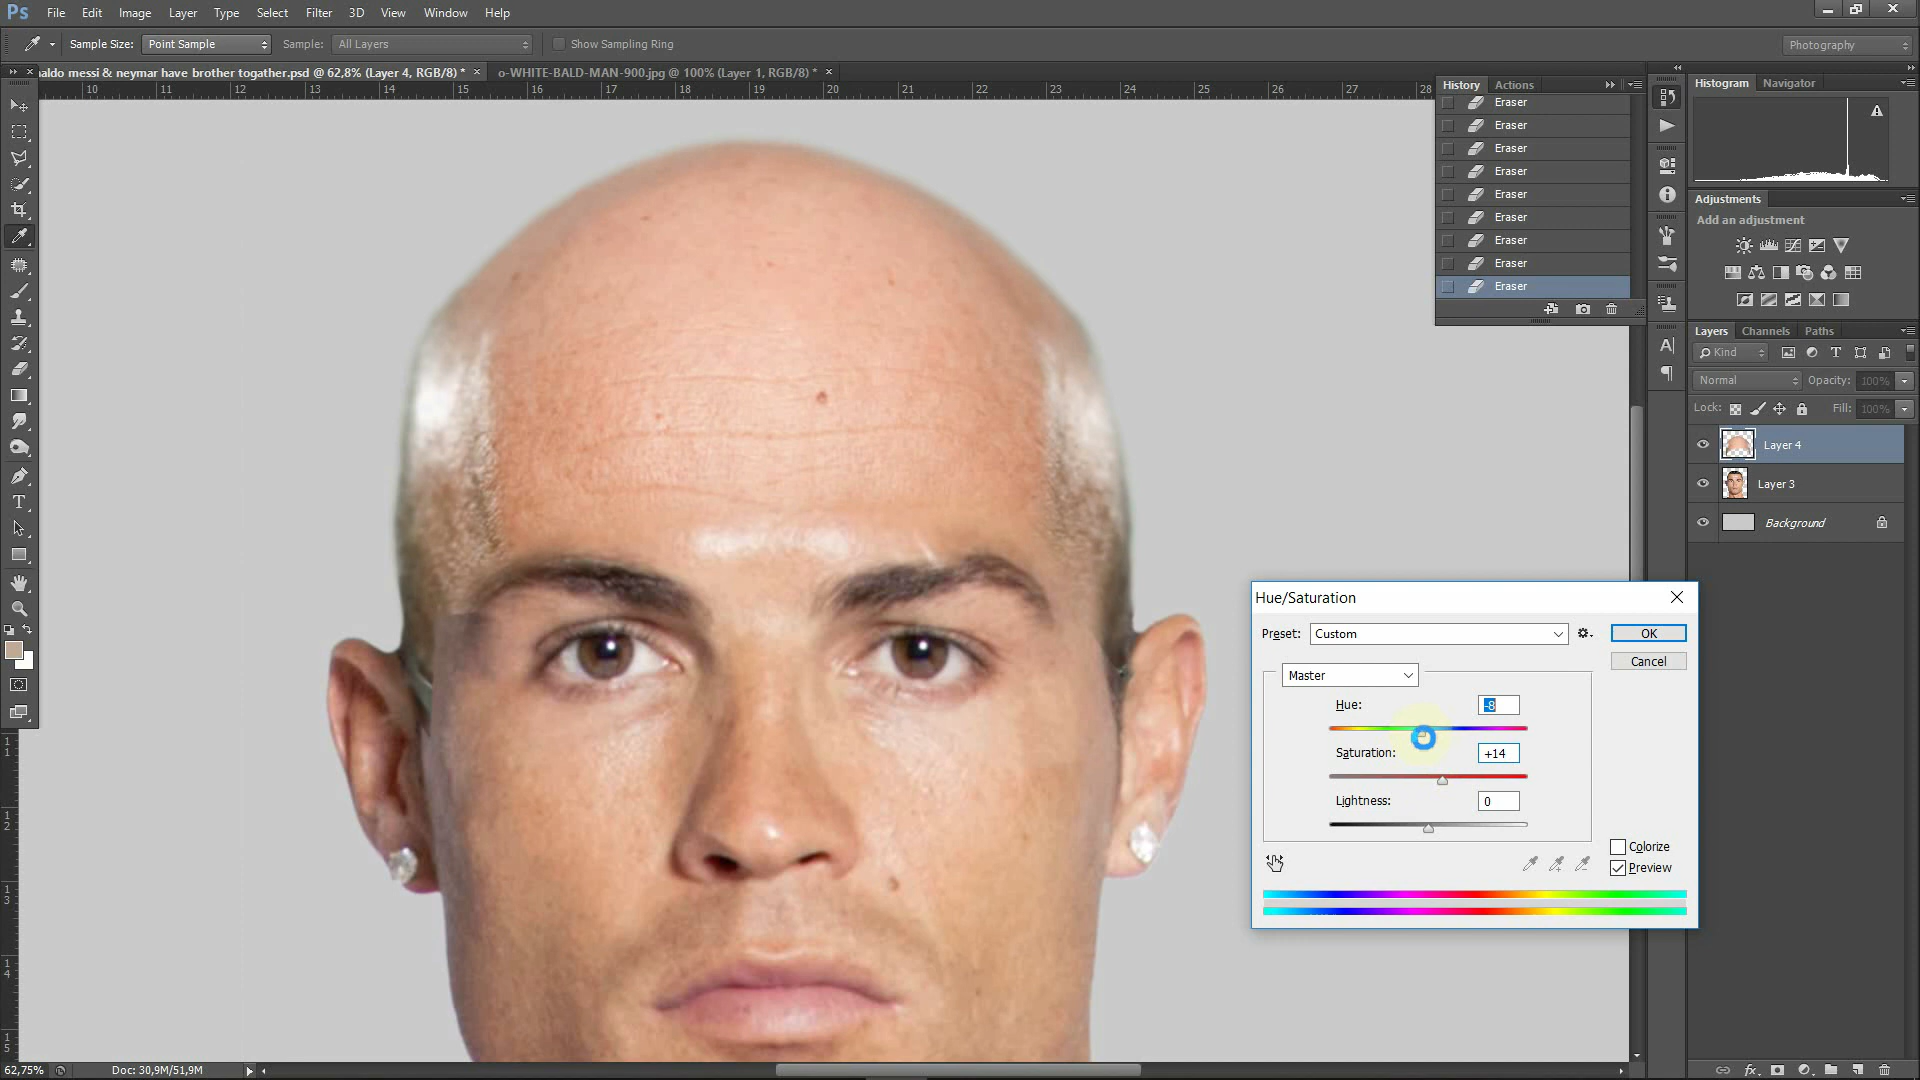 Ps File Edit Image Layer Type Select Filter 3D View Window Help
Sample Size: Point Sample Sample: All Layers Show Sampling Ring Photography
naldo messi & neymar have brother togather.psd @ 62,8% (Layer 4, RGB/8) * × o-WHITE-BALD-MAN-900.jpg @ 100% (Layer 1, RGB/8) * ×
10 11 12 13 14 15 16 17 18 19 20 21 22 23 24 25 26 27 28
History Actions
Eraser
Eraser
Eraser
Eraser
Eraser
Eraser
Eraser
Eraser
Eraser
Histogram Navigator
Adjustments
Add an adjustment
Layers Channels Paths
Kind
Normal Opacity: 100%
Lock: Fill: 100%
Layer 4
Layer 3
Background
Hue/Saturation
Preset: Custom OK
Cancel
Master
Hue: -8
Saturation: +14
Lightness: 0
Colorize
Preview
11
12
13
14
15
62,75% Doc: 30,9M/51,9M